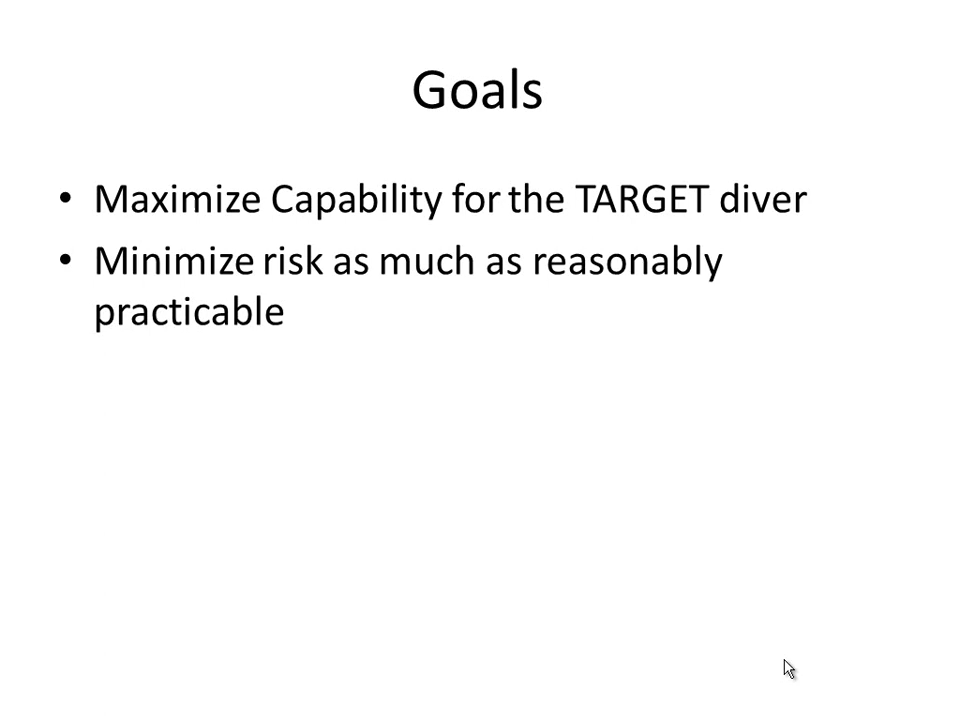 Goals
• Maximize Capability for the TARGET diver
• Minimize risk as much as reasonably
practicable